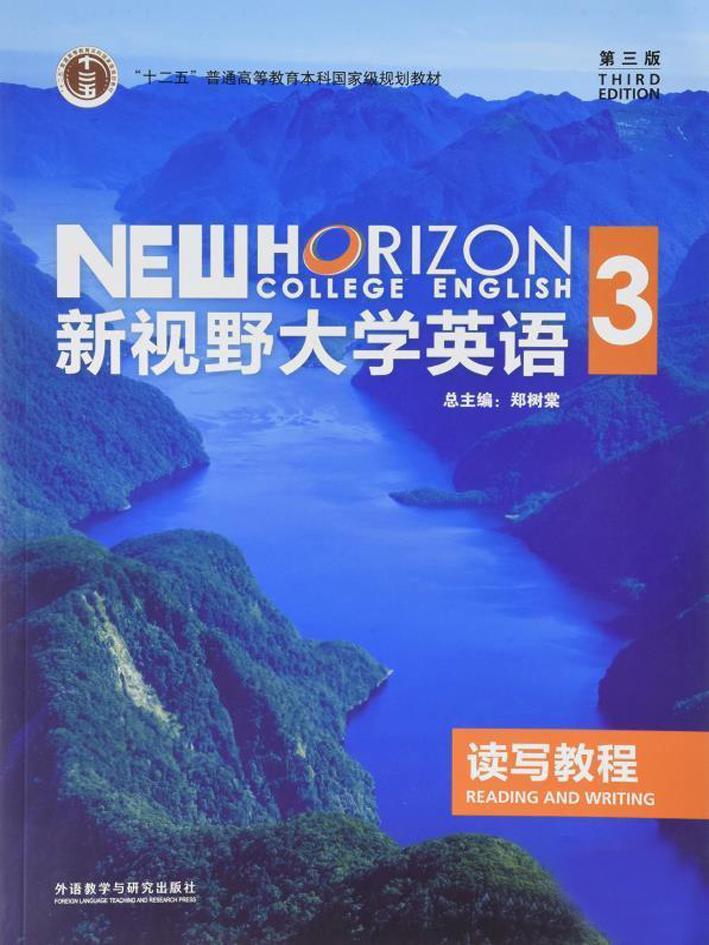 "十二五"普通高等教育本科国家级规划教材
十二五
第三版
THIRD
EDITION
NEW HORIZON
COLLEGE ENGLISH
3
新视野大学英语
总主编：郑树棠
读写教程
READING AND WRITING
外语教学与研究出版社
FOREIGN LANGUAGE TEACHING AND RESEARCH PRESS